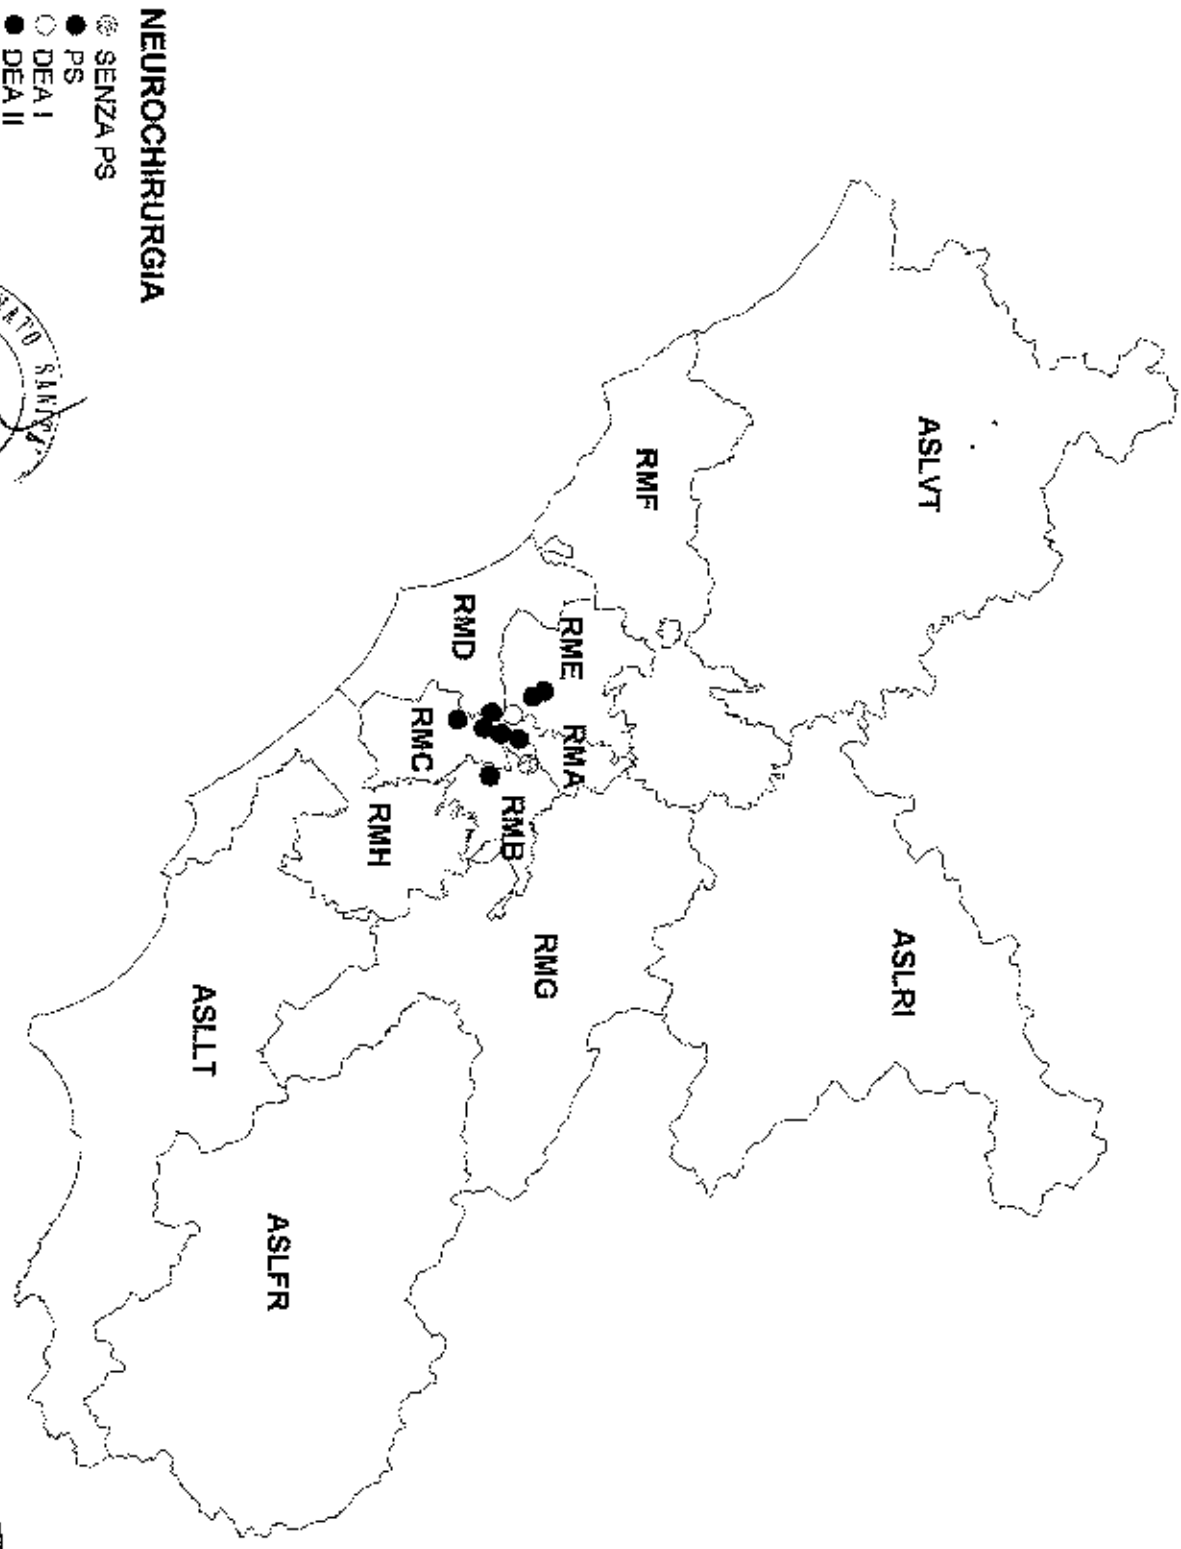 NEUROCHIRURGIA
SENZA PS
PS
DEA I
DEA II
ASLVT
ASLRI
RMF
RME
RMA
RMG
RMB
RMD
RMC
RMH
ASLLT
ASLFR